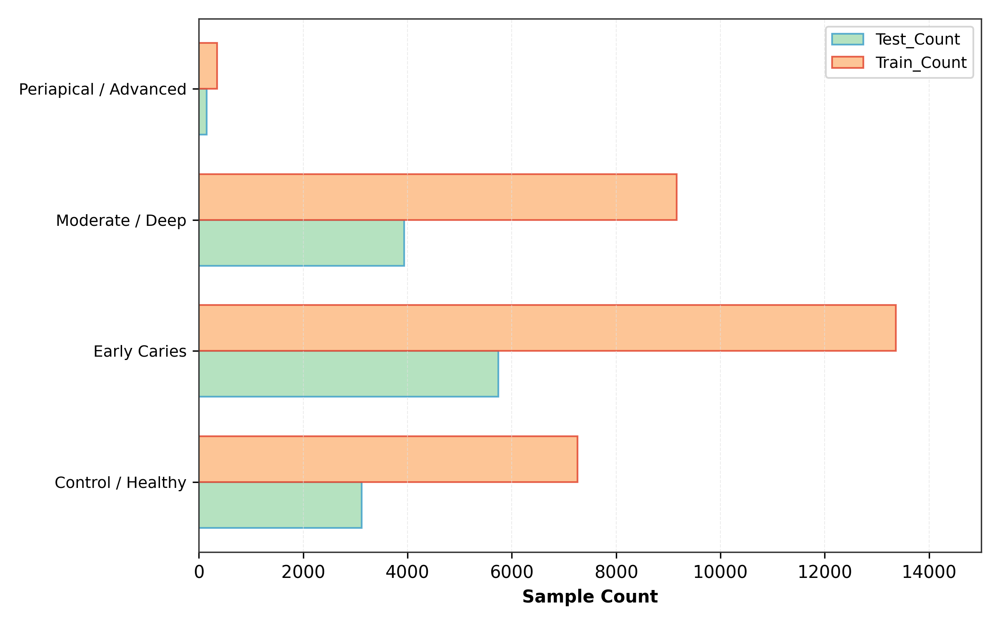 Test_Count
Train_Count
Periapical / Advanced
Moderate / Deep
Early Caries
Control / Healthy
0 2000 4000 6000 8000 10000 12000 14000
Sample Count